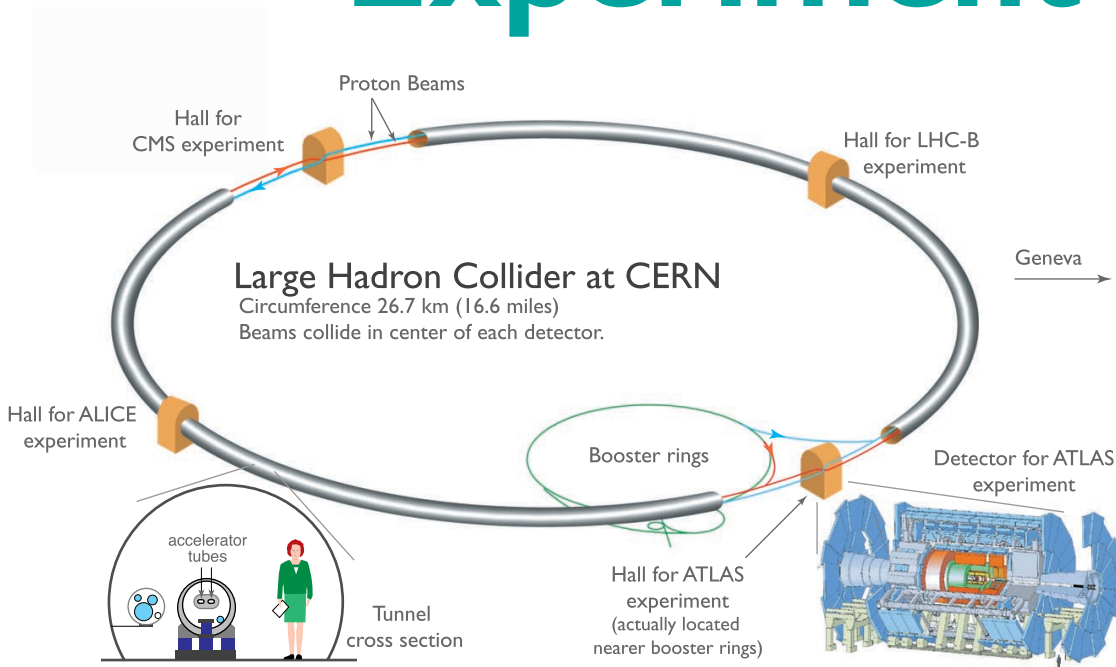 Experiment
Proton Beams
Hall for
CMS experiment
Hall for LHC-B
experiment
Geneva
Large Hadron Collider at CERN
Circumference 26.7 km (16.6 miles)
Beams collide in center of each detector.
Hall for ALICE
experiment
Booster rings
Detector for ATLAS
experiment
accelerator
tubes
Tunnel
cross section
Hall for ATLAS
experiment
(actually located
nearer booster rings)